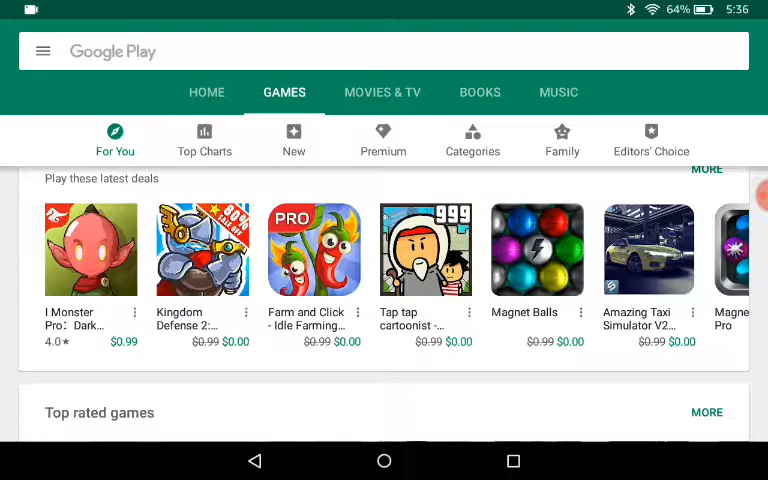 64% 5:36
Google Play
HOME GAMES MOVIES & TV BOOKS MUSIC
For You Top Charts New Premium Categories Family Editors' Choice
Play these latest deals MORE
PRO 80% SALE OFF 999
I Monster Pro: Dark... 4.0★ $0.99
Kingdom Defense 2:... $0.99 $0.00
Farm and Click - Idle Farming... $0.99 $0.00
Tap tap cartoonist -... $0.99 $0.00
Magnet Balls $0.99 $0.00
Amazing Taxi Simulator V2... $0.99 $0.00
Magne Pro
Top rated games MORE